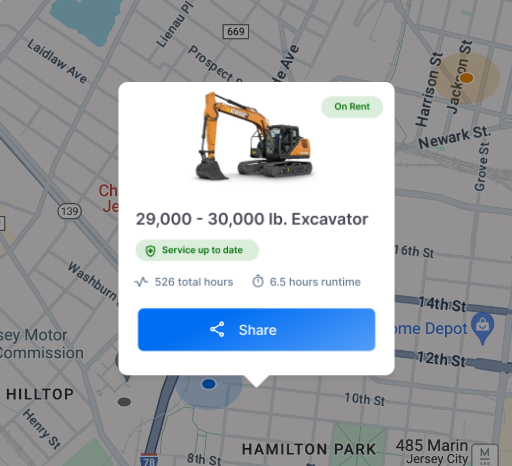 669
Lienau Pl
Laidlaw Ave
Prospect S
He Ave
Harrison St
Jackson St
On Rent
CASE
Newark St.
Grove St
Ch
Je
139
29,000 - 30,000 lb. Excavator
Service up to date
16th St
Washburn
526 total hours
6.5 hours runtime
14th St
Share
sey Motor
Commission
ome Depot
12th St
HILLTOP
10th St
Henry St
HAMILTON PARK
485 Marin
Jersey City
M
78
8th St